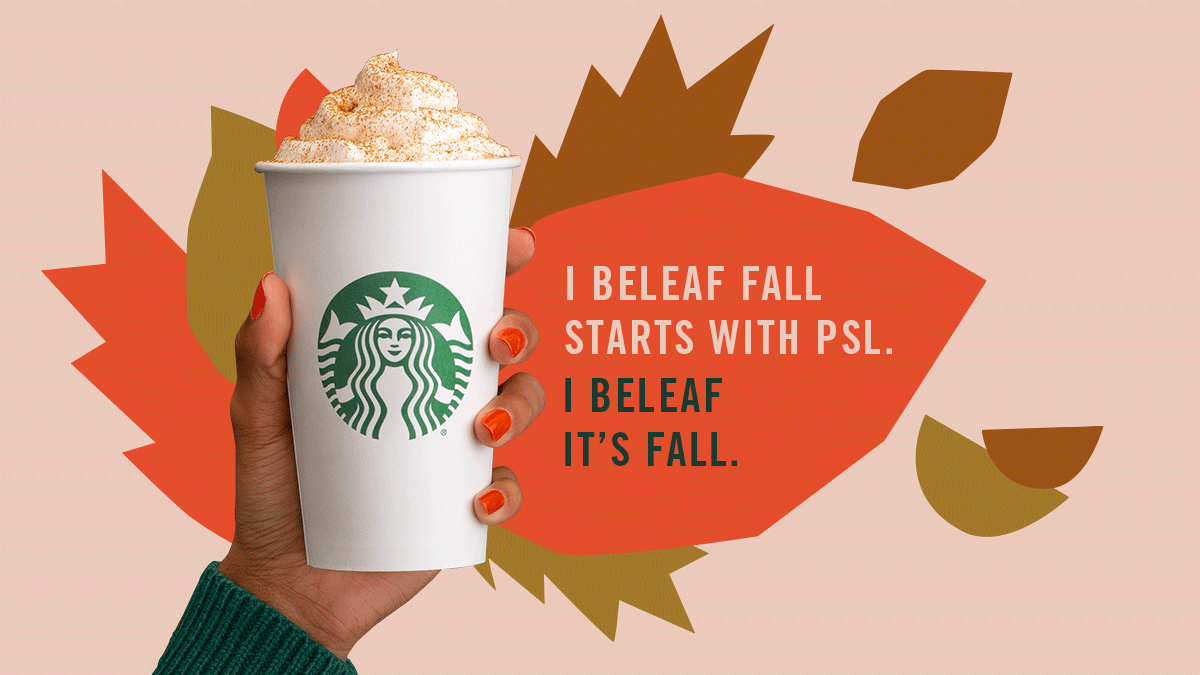 I BELEAF FALL
STARTS WITH PSL.
I BELEAF
IT'S FALL.
®